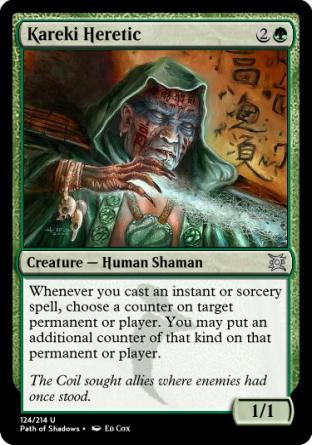 Kareki Heretic 2
Creature — Human Shaman
Whenever you cast an instant or sorcery
spell, choose a counter on target
permanent or player. You may put an
additional counter of that kind on that
permanent or player.
The Coil sought allies where enemies had
once stood.
1/1
124/214 U
Path of Shadows • Ed Cox